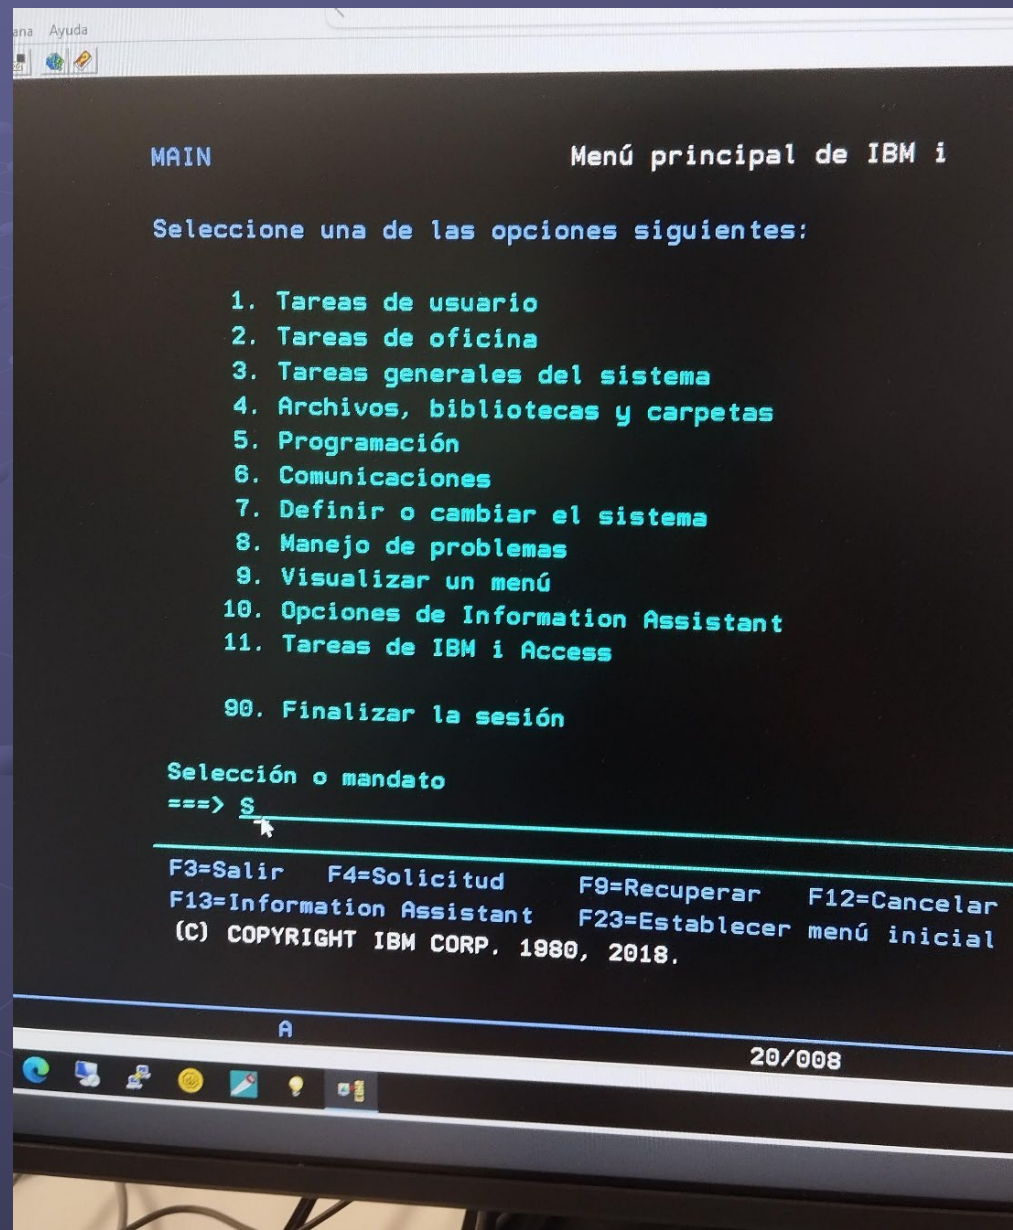 Ayuda
MAIN Menú principal de IBM i
Seleccione una de las opciones siguientes:
1. Tareas de usuario
2. Tareas de oficina
3. Tareas generales del sistema
4. Archivos, bibliotecas y carpetas
5. Programación
6. Comunicaciones
7. Definir o cambiar el sistema
8. Manejo de problemas
9. Visualizar un menú
10. Opciones de Information Assistant
11. Tareas de IBM i Access
90. Finalizar la sesión
Selección o mandato
===> S
F3=Salir F4=Solicitud F9=Recuperar F12=Cancelar
F13=Information Assistant F23=Establecer menú inicial
(C) COPYRIGHT IBM CORP. 1980, 2018.
A
20/008